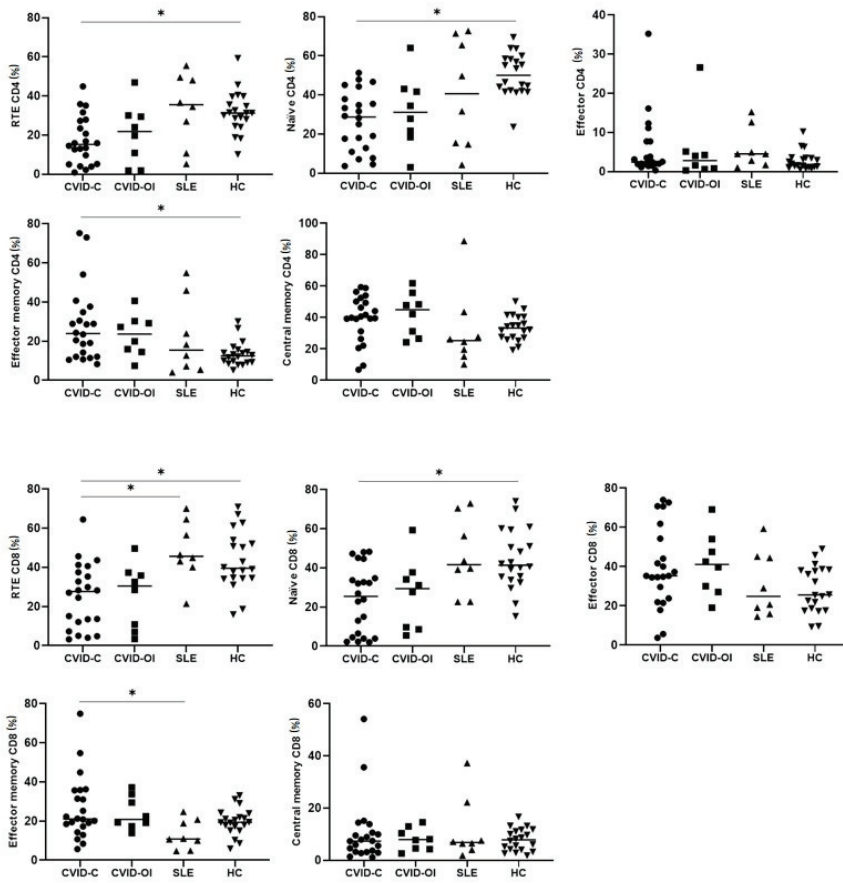 *
*
80
60
40
20
0
RTE CD4 (%)
CVID-C CVID-OI SLE HC
80
60
40
20
0
Naïve CD4 (%)
CVID-C CVID-OI SLE HC
40
30
20
10
0
Effector CD4 (%)
CVID-C CVID-OI SLE HC
*
80
60
40
20
0
Effector memory CD4 (%)
CVID-C CVID-OI SLE HC
100
80
60
40
20
0
Central memory CD4 (%)
CVID-C CVID-OI SLE HC
*
*
80
60
40
20
0
RTE CD8 (%)
CVID-C CVID-OI SLE HC
*
80
60
40
20
0
Naïve CD8 (%)
CVID-C CVID-OI SLE HC
80
60
40
20
0
Effector CD8 (%)
CVID-C CVID-OI SLE HC
*
80
60
40
20
0
Effector memory CD8 (%)
CVID-C CVID-OI SLE HC
60
40
20
0
Central memory CD8 (%)
CVID-C CVID-OI SLE HC